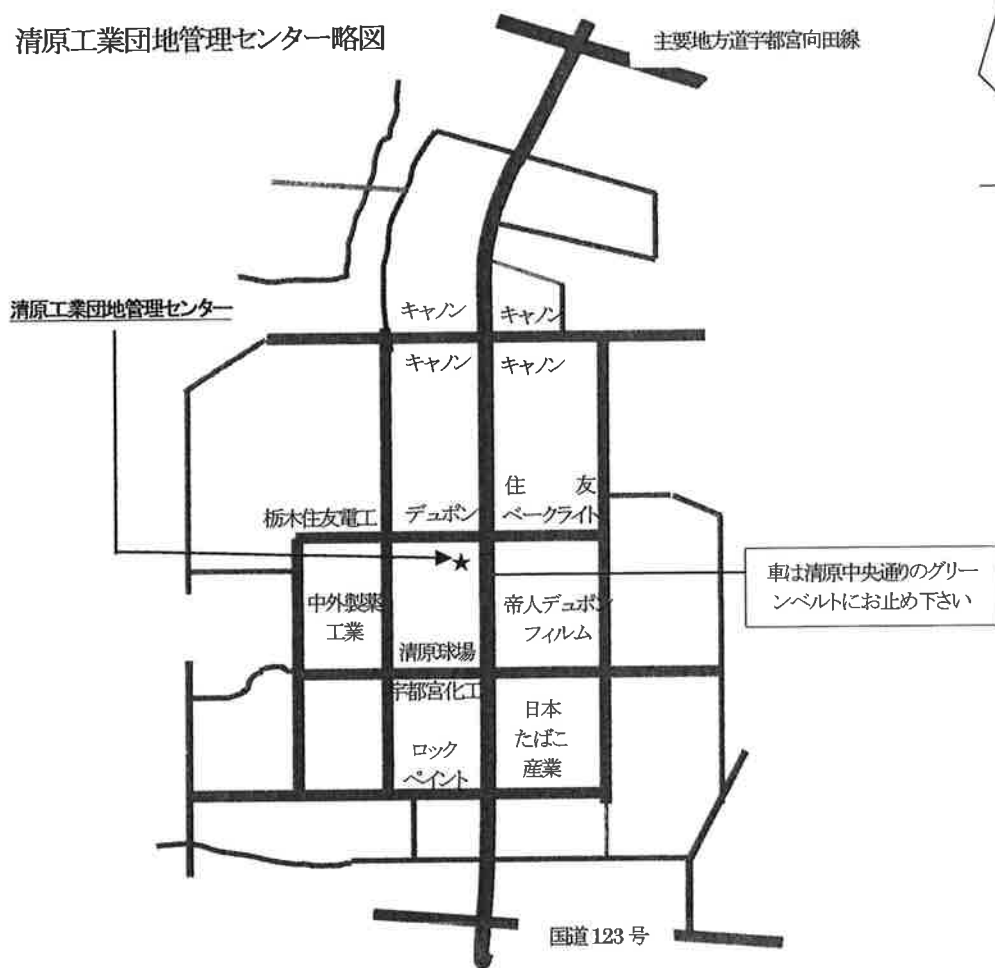 清原工業団地管理センター略図
主要地方道宇都宮向田線
清原工業団地管理センター
キャノン
キャノン
キャノン
キャノン
住 友
ベークライト
栃木住友電工
デュポン
★
車は清原中央通りのグリー
ンベルトにお止め下さい
中外製薬
工業
帝人デュポン
フィルム
清原球場
宇都宮化工
日本
たばこ
産業
ロック
ペイント
国道123号